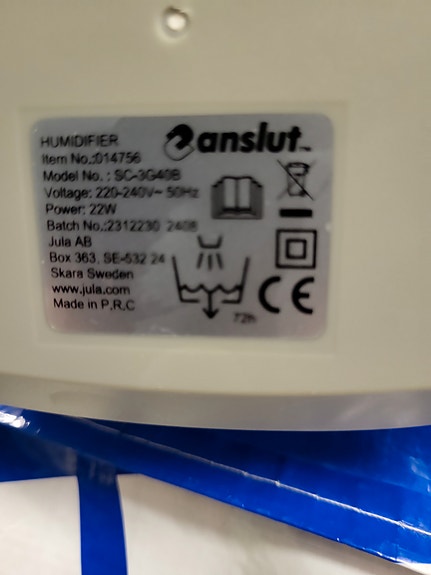 anslut™
HUMIDIFIER
Item No.:014756
Model No. : SC-3G40B
Voltage: 220-240V~ 50Hz
Power: 22W
Batch No.:2312230 2408
Jula AB
Box 363, SE-532 24
Skara Sweden
www.jula.com
Made in P.R.C
72h
CE